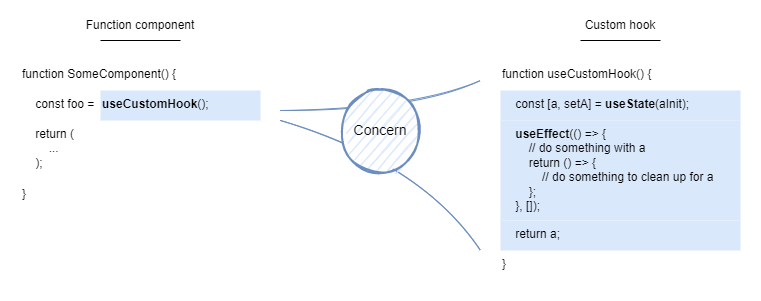 Function component
function SomeComponent() {
const foo = useCustomHook();
return (
...
);
}
Concern
Custom hook
function useCustomHook() {
const [a, setA] = useState(aInit);
useEffect(() => {
// do something with a
return () => {
// do something to clean up for a
};
}, []);
return a;
}